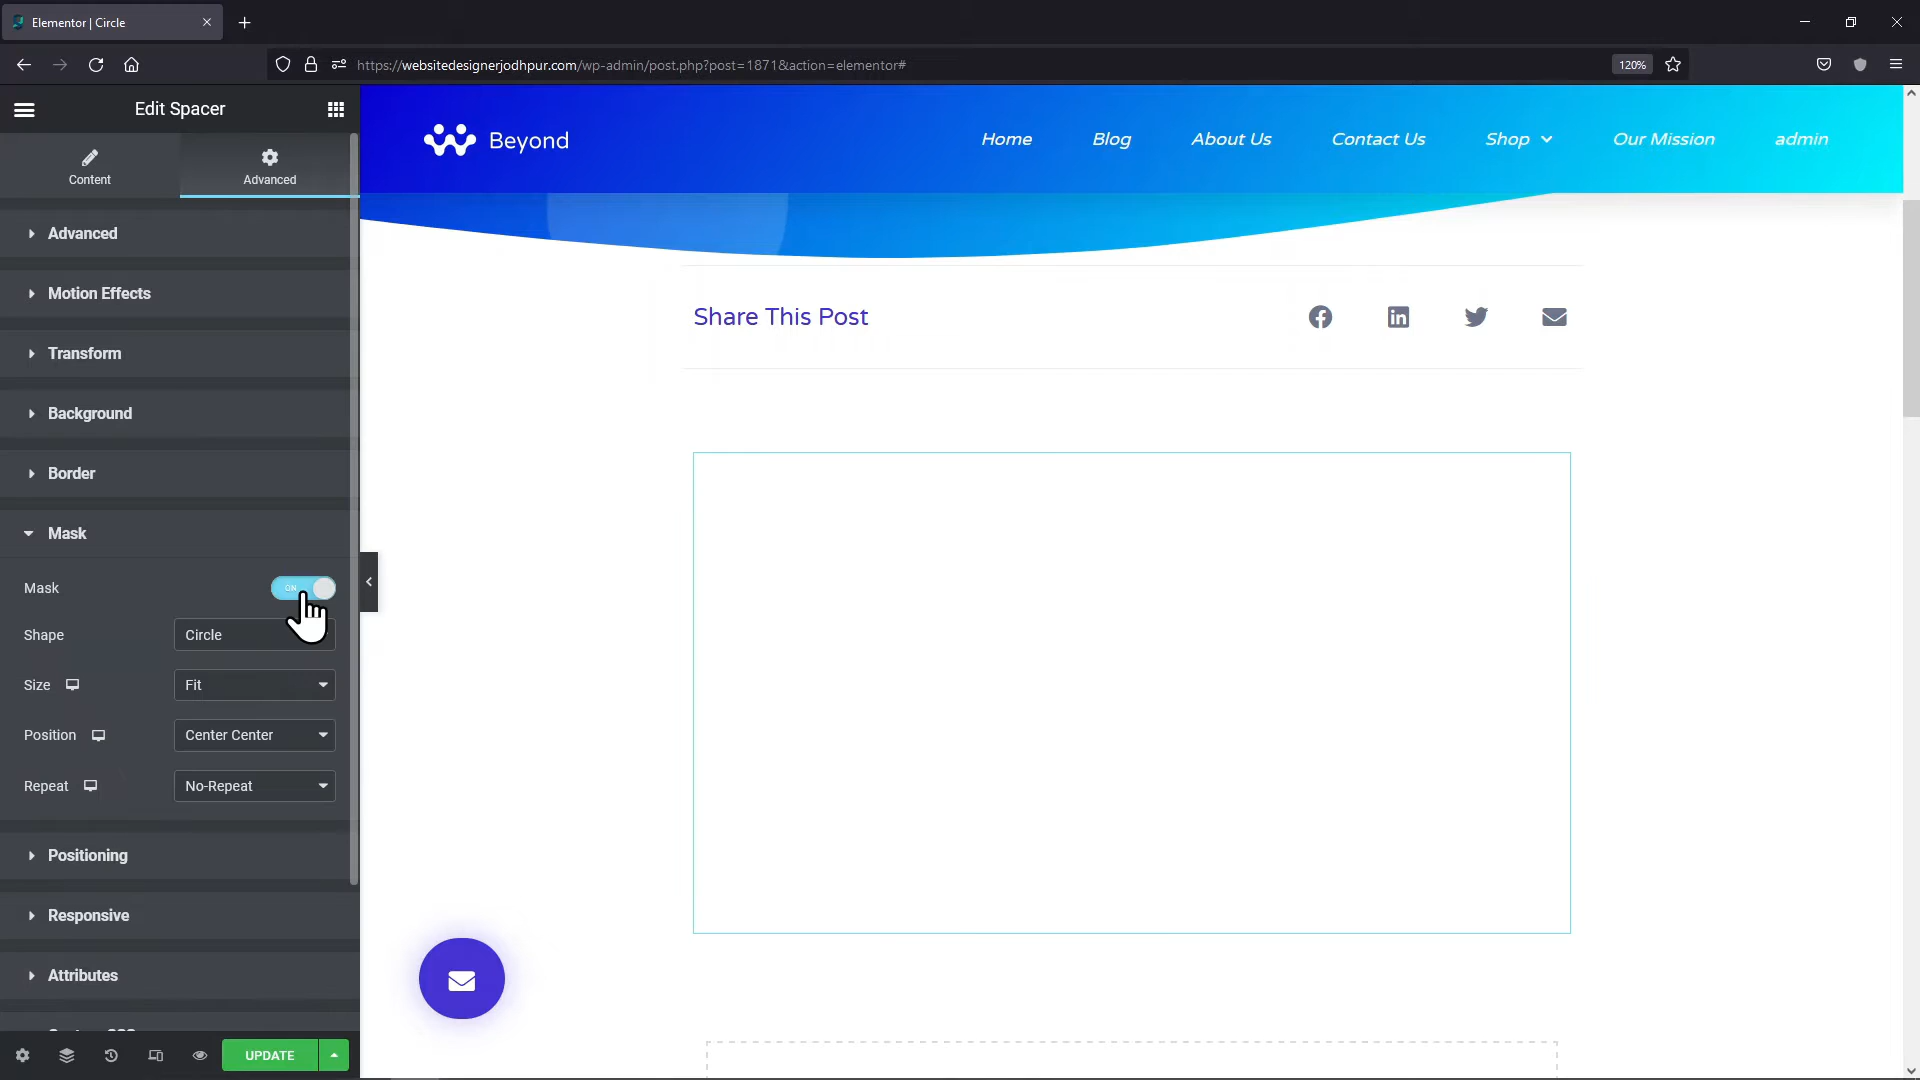 Elementor | Circle
https://websitedesignerjodhpur.com/wp-admin/post.php?post=1871&action=elementor#
120%
Edit Spacer
Content
Advanced
Advanced
Motion Effects
Transform
Background
Border
Mask
Mask
ON
Shape
Circle
Size
Fit
Position
Center Center
Repeat
No-Repeat
Positioning
Responsive
Attributes
UPDATE
Beyond
Home
Blog
About Us
Contact Us
Shop
Our Mission
admin
Share This Post